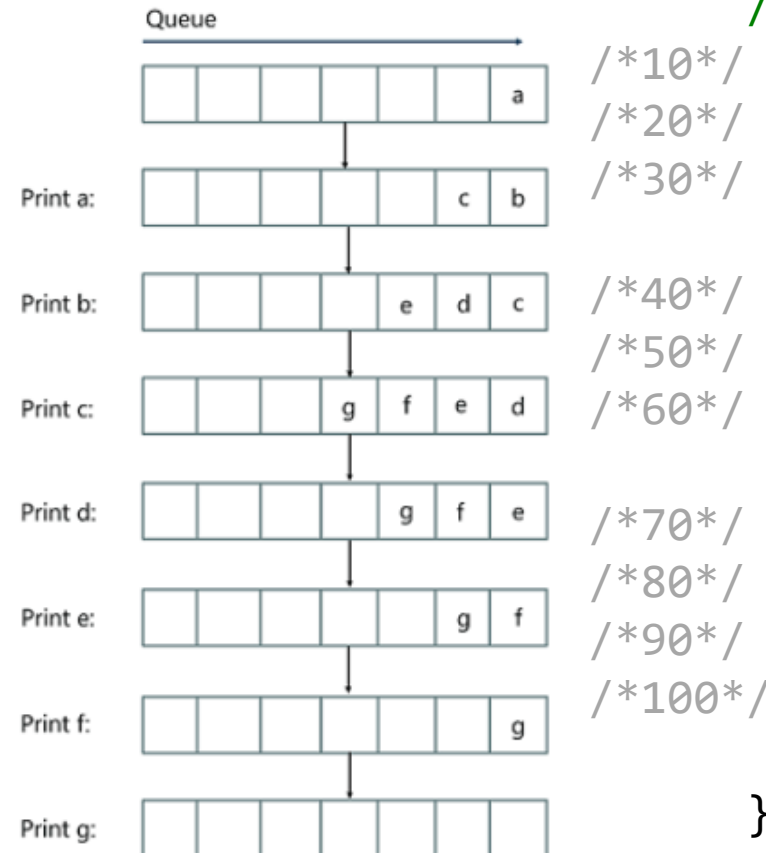 Queue
/
a
/*10*/
/*20*/
Print a: c b
/*30*/
Print b: e d c
/*40*/
/*50*/
Print c: g f e d
/*60*/
Print d: g f e
/*70*/
/*80*/
Print e: g f
/*90*/
/*100*/
Print f: g
Print g:
}